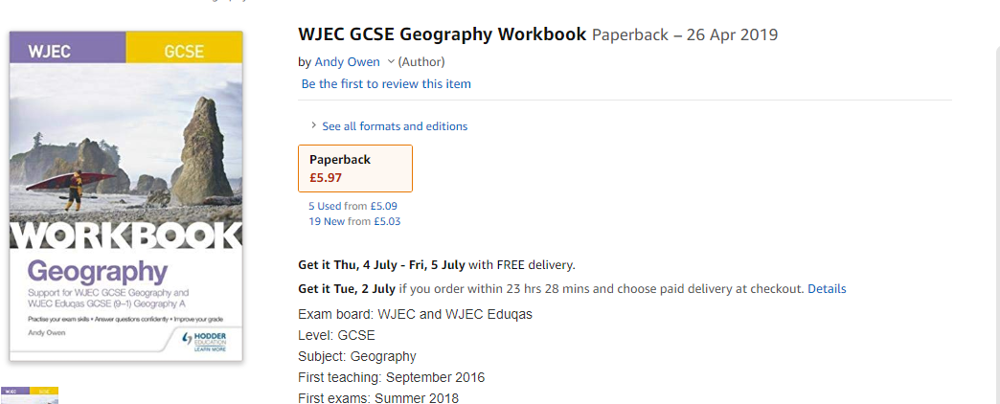 WJEC GCSE
WORKBOOK
Geography
Support for WJEC GCSE Geography and
WJEC Eduqas GCSE (9–1) Geography A
Practise your exam skills • Answer questions confidently • Improve your grade
Andy Owen
HODDER
EDUCATION
LEARN MORE
WJEC
WJEC GCSE Geography Workbook Paperback – 26 Apr 2019
by Andy Owen (Author)
Be the first to review this item
See all formats and editions
Paperback
£5.97
5 Used from £5.09
19 New from £5.03
Get it Thu, 4 July - Fri, 5 July with FREE delivery.
Get it Tue, 2 July if you order within 23 hrs 28 mins and choose paid delivery at checkout. Details
Exam board: WJEC and WJEC Eduqas
Level: GCSE
Subject: Geography
First teaching: September 2016
First exams: Summer 2018